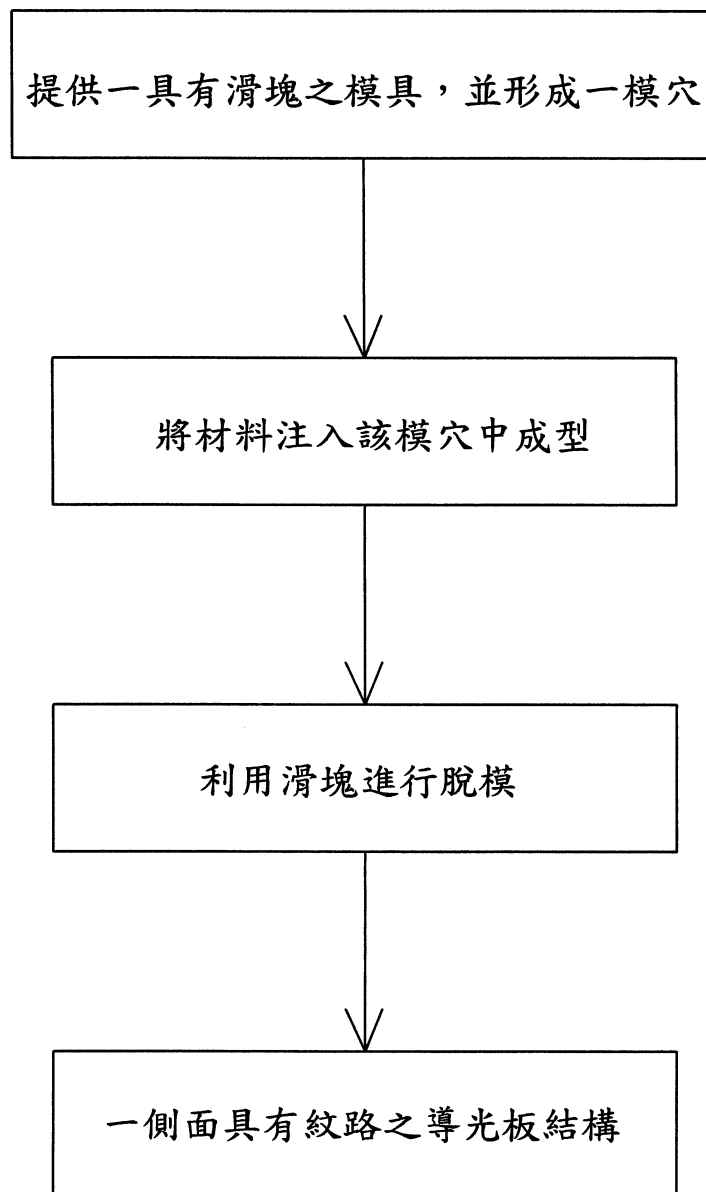 提供一具有滑塊之模具，並形成一模穴
將材料注入該模穴中成型
利用滑塊進行脫模
一側面具有紋路之導光板結構